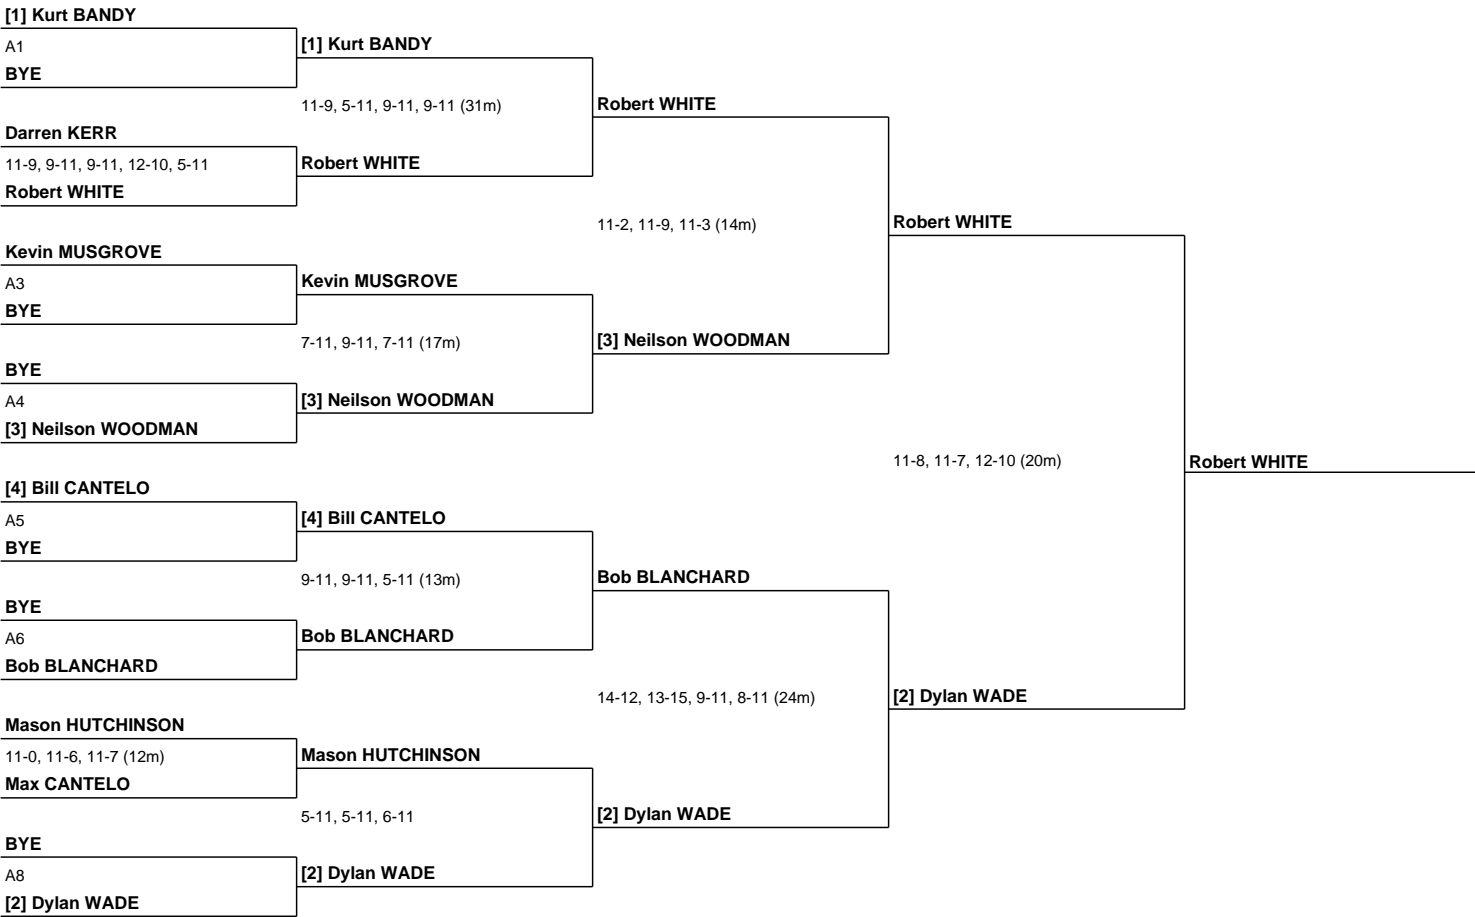 [1] Kurt BANDY
A1
BYE
Darren KERR
11-9, 9-11, 9-11, 12-10, 5-11
Robert WHITE
Kevin MUSGROVE
A3
BYE
BYE
A4
[3] Neilson WOODMAN
[4] Bill CANTELO
A5
BYE
BYE
A6
Bob BLANCHARD
Mason HUTCHINSON
11-0, 11-6, 11-7 (12m)
Max CANTELO
BYE
A8
[2] Dylan WADE
[1] Kurt BANDY
11-9, 5-11, 9-11, 9-11 (31m)
Robert WHITE
Kevin MUSGROVE
7-11, 9-11, 7-11 (17m)
[3] Neilson WOODMAN
[4] Bill CANTELO
9-11, 9-11, 5-11 (13m)
Bob BLANCHARD
Mason HUTCHINSON
5-11, 5-11, 6-11
[2] Dylan WADE
Robert WHITE
11-2, 11-9, 11-3 (14m)
[3] Neilson WOODMAN
Bob BLANCHARD
14-12, 13-15, 9-11, 8-11 (24m)
[2] Dylan WADE
Robert WHITE
11-8, 11-7, 12-10 (20m)
[2] Dylan WADE
Robert WHITE